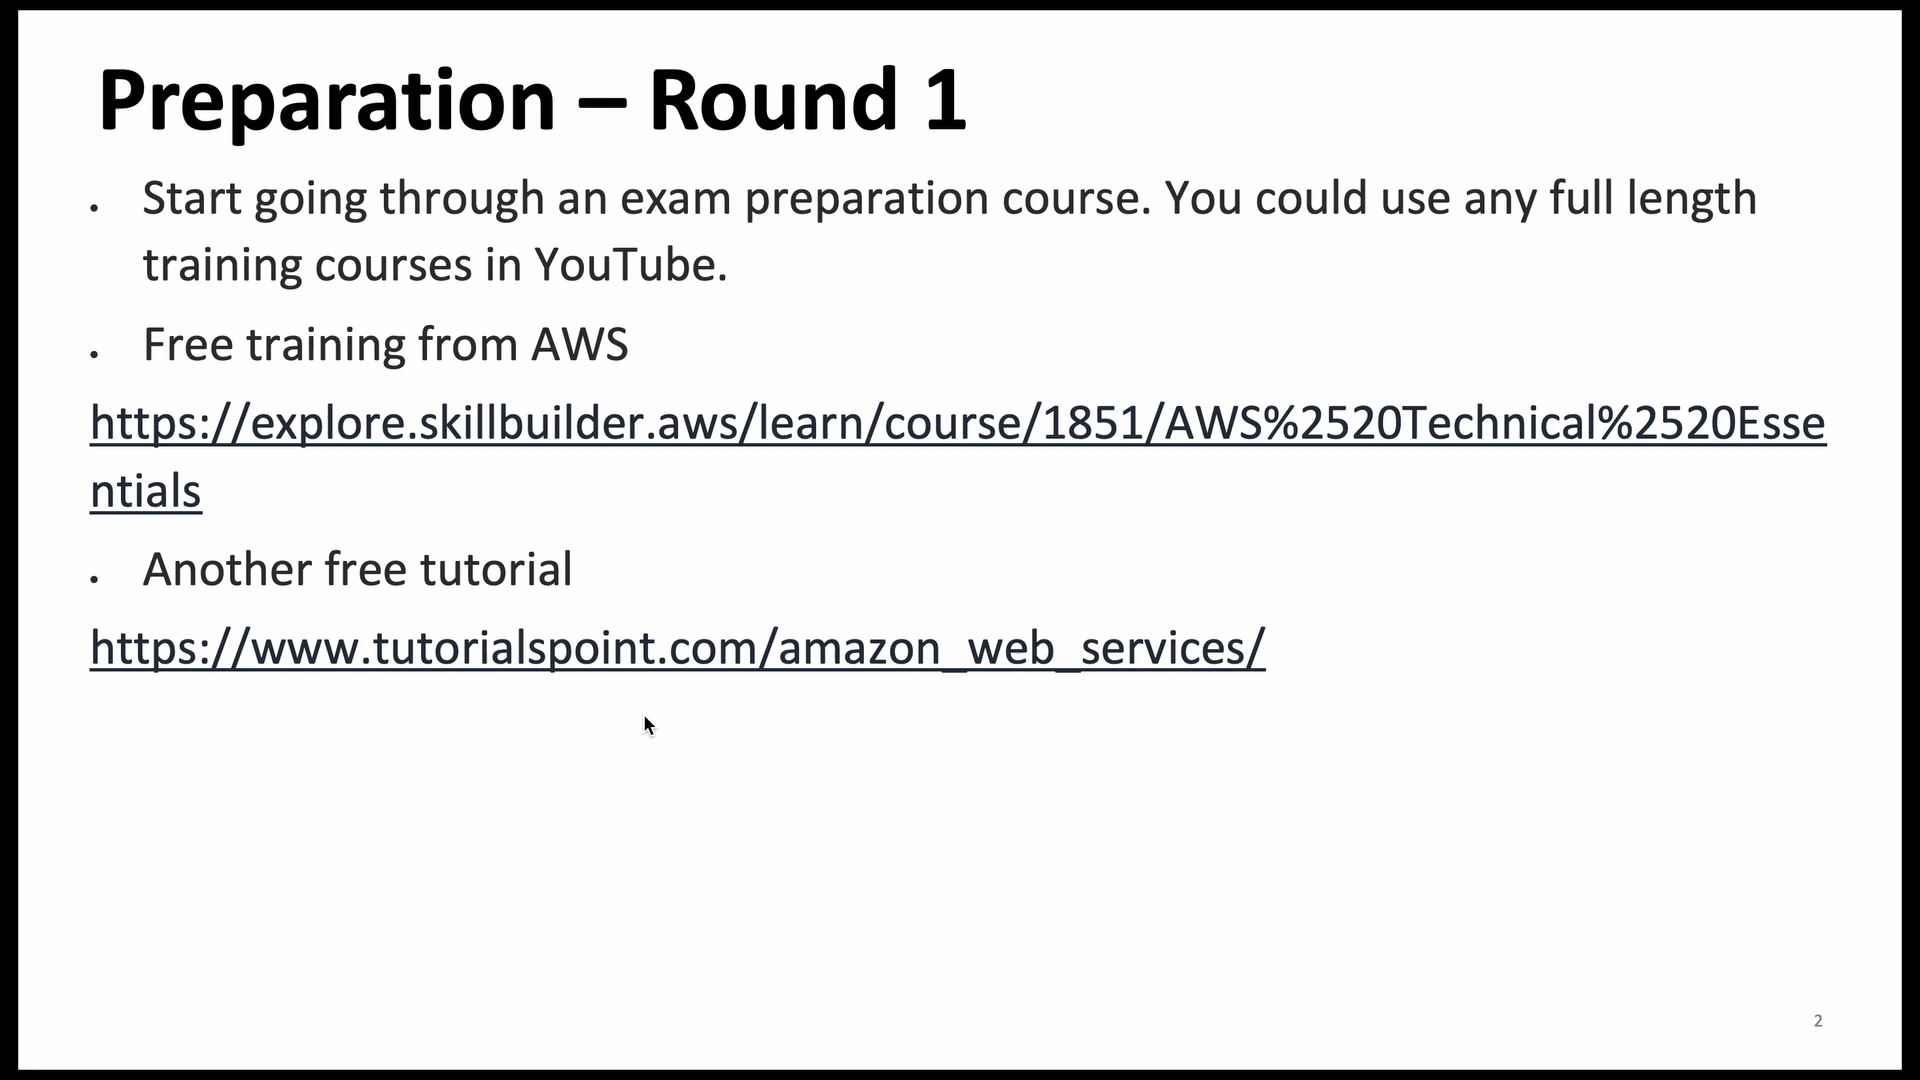 Preparation – Round 1
• Start going through an exam preparation course. You could use any full length
training courses in YouTube.
• Free training from AWS
https://explore.skillbuilder.aws/learn/course/1851/AWS%2520Technical%2520Esse
ntials
• Another free tutorial
https://www.tutorialspoint.com/amazon_web_services/
2